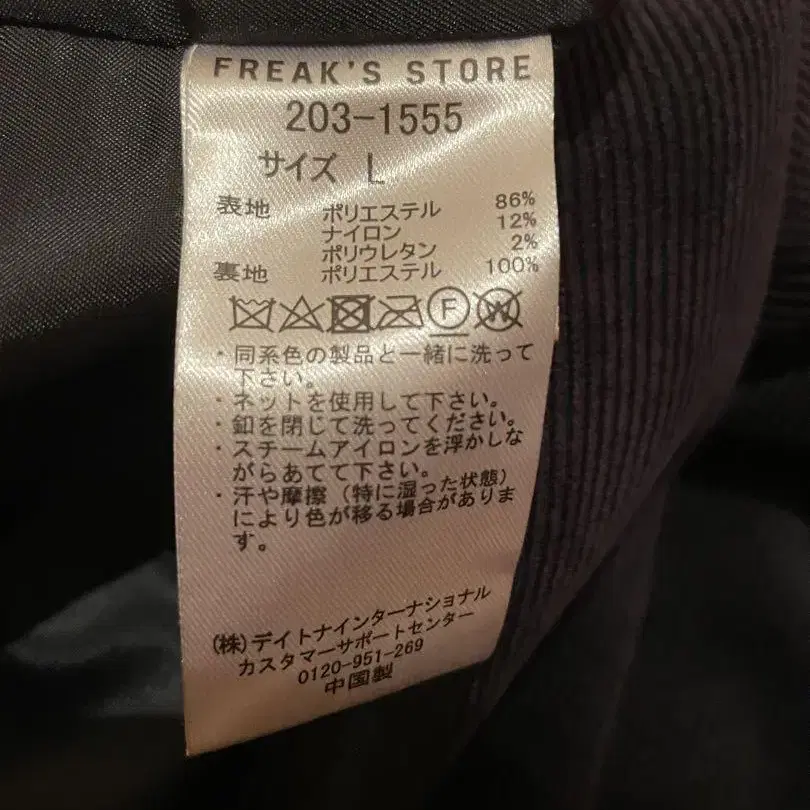 FREAK'S STORE
203-1555
サイズ L
表地 ポリエステル 86%
ナイロン 12%
ポリウレタン 2%
裏地 ポリエステル 100%
F W
・同系色の製品と一緒に洗って
下さい。
・ネットを使用して下さい。
・釦を閉じて洗ってください。
・スチームアイロンを浮かしな
がらあてて下さい。
・汗や摩擦（特に湿った状態）
により色が移る場合がありま
す。
(株)デイトナインターナショナル
カスタマーサポートセンター
0120-951-269
中国製